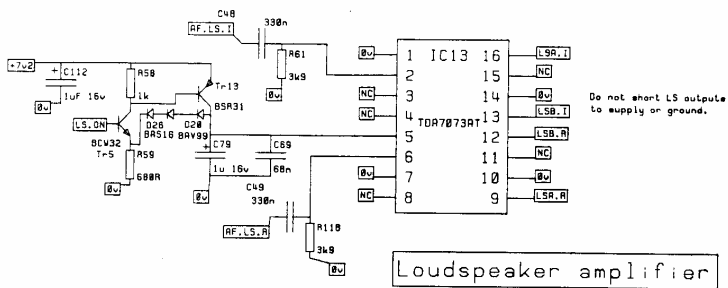 C48
AF.LS.I
330n
R61
3k9
0v
+7v2
C112
1uF 16v
0v
R58
1k
Tr13
BSR31
LS.ON
BCW32
Tr5
R59
680R
0v
D26
BAS16
D20
BAV99
C79
1u 16v
0v
C69
68n
C49
330n
AF.LS.A
R118
3k9
0v
IC13
TDA7073AT
0v 1
2
NC 3
NC 4
5
6
0v 7
NC 8
16 LSA.I
15 NC
14 0v
13 LSB.I
12 LSB.A
11 NC
10 0v
9 LSA.A
Do not short LS outputs
to supply or ground.
Loudspeaker amplifier